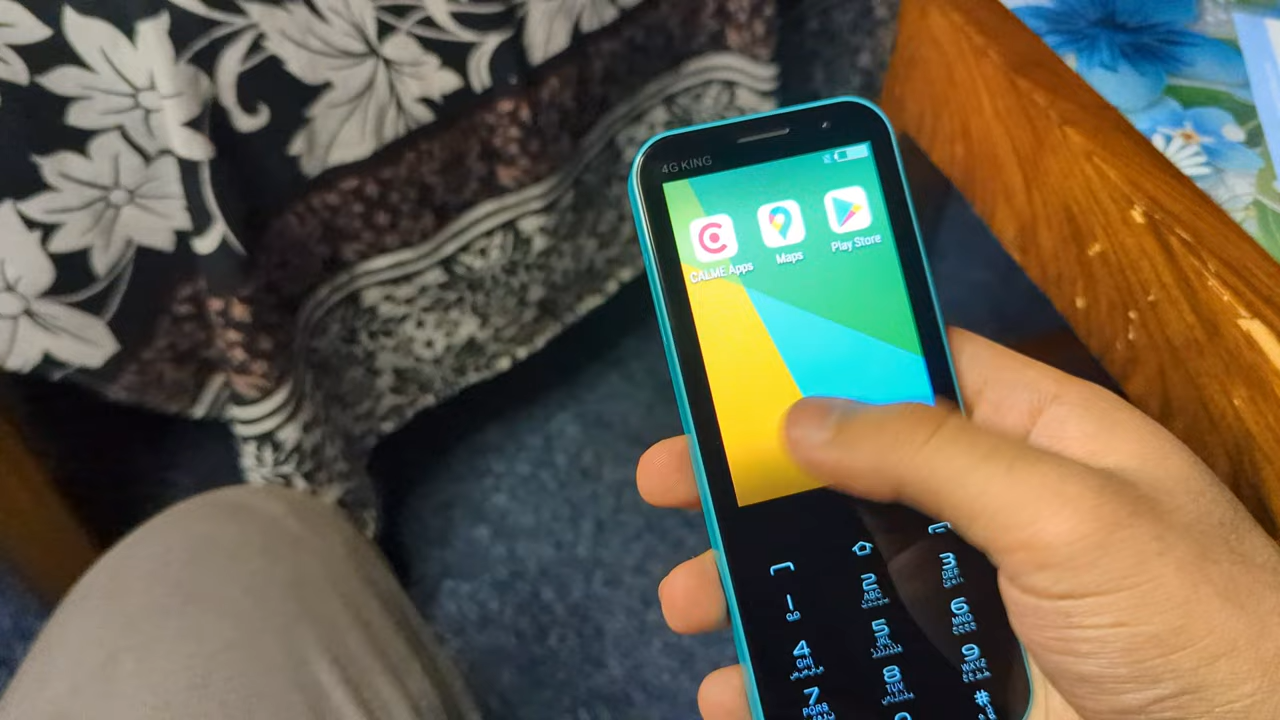 4G KING
CALME Apps
Maps
Play Store
2
ABC
3
DEF
4
GHI
5
JKL
6
MNO
7
PQRS
8
TUV
9
WXYZ
#